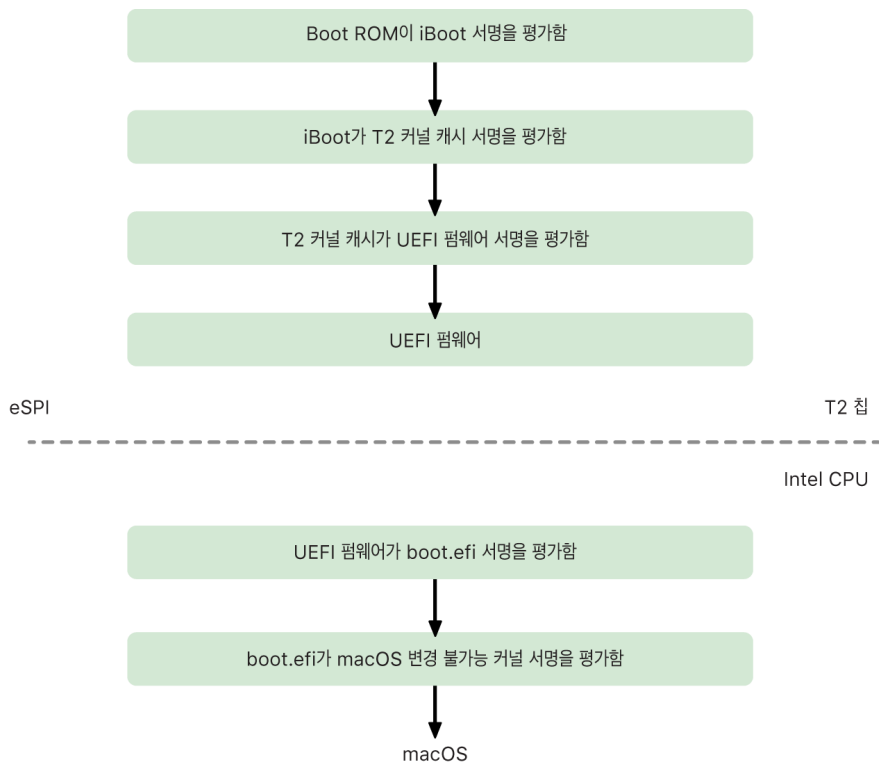 Boot ROM이 iBoot 서명을 평가함
iBoot가 T2 커널 캐시 서명을 평가함
T2 커널 캐시가 UEFI 펌웨어 서명을 평가함
UEFI 펌웨어
eSPI
T2 칩
Intel CPU
UEFI 펌웨어가 boot.efi 서명을 평가함
boot.efi가 macOS 변경 불가능 커널 서명을 평가함
macOS